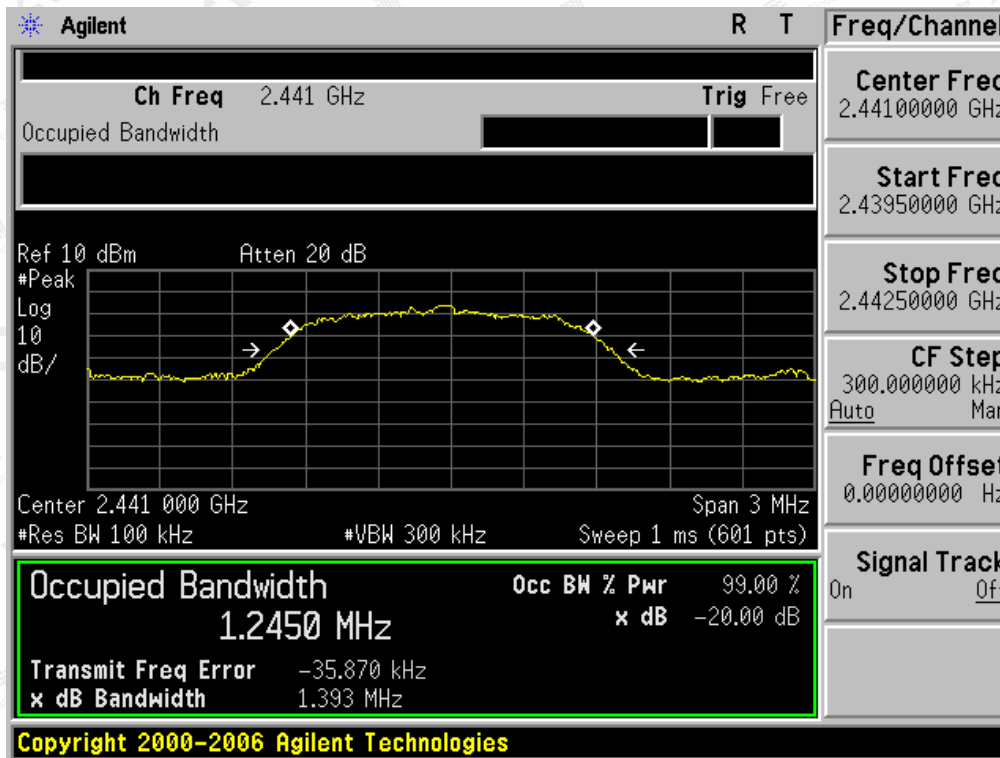 Agilent R T
Ch Freq 2.441 GHz Trig Free
Occupied Bandwidth
Ref 10 dBm Atten 20 dB
#Peak
Log
10
dB/
Center 2.441 000 GHz Span 3 MHz
#Res BW 100 kHz #VBW 300 kHz Sweep 1 ms (601 pts)
Occupied Bandwidth
1.2450 MHz
Occ BW % Pwr 99.00 %
x dB -20.00 dB
Transmit Freq Error -35.870 kHz
x dB Bandwidth 1.393 MHz
Copyright 2000-2006 Agilent Technologies
Freq/Channel
Center Freq
2.44100000 GHz
Start Freq
2.43950000 GHz
Stop Freq
2.44250000 GHz
CF Step
300.000000 kHz
Auto Man
Freq Offset
0.00000000 Hz
Signal Track
On Off